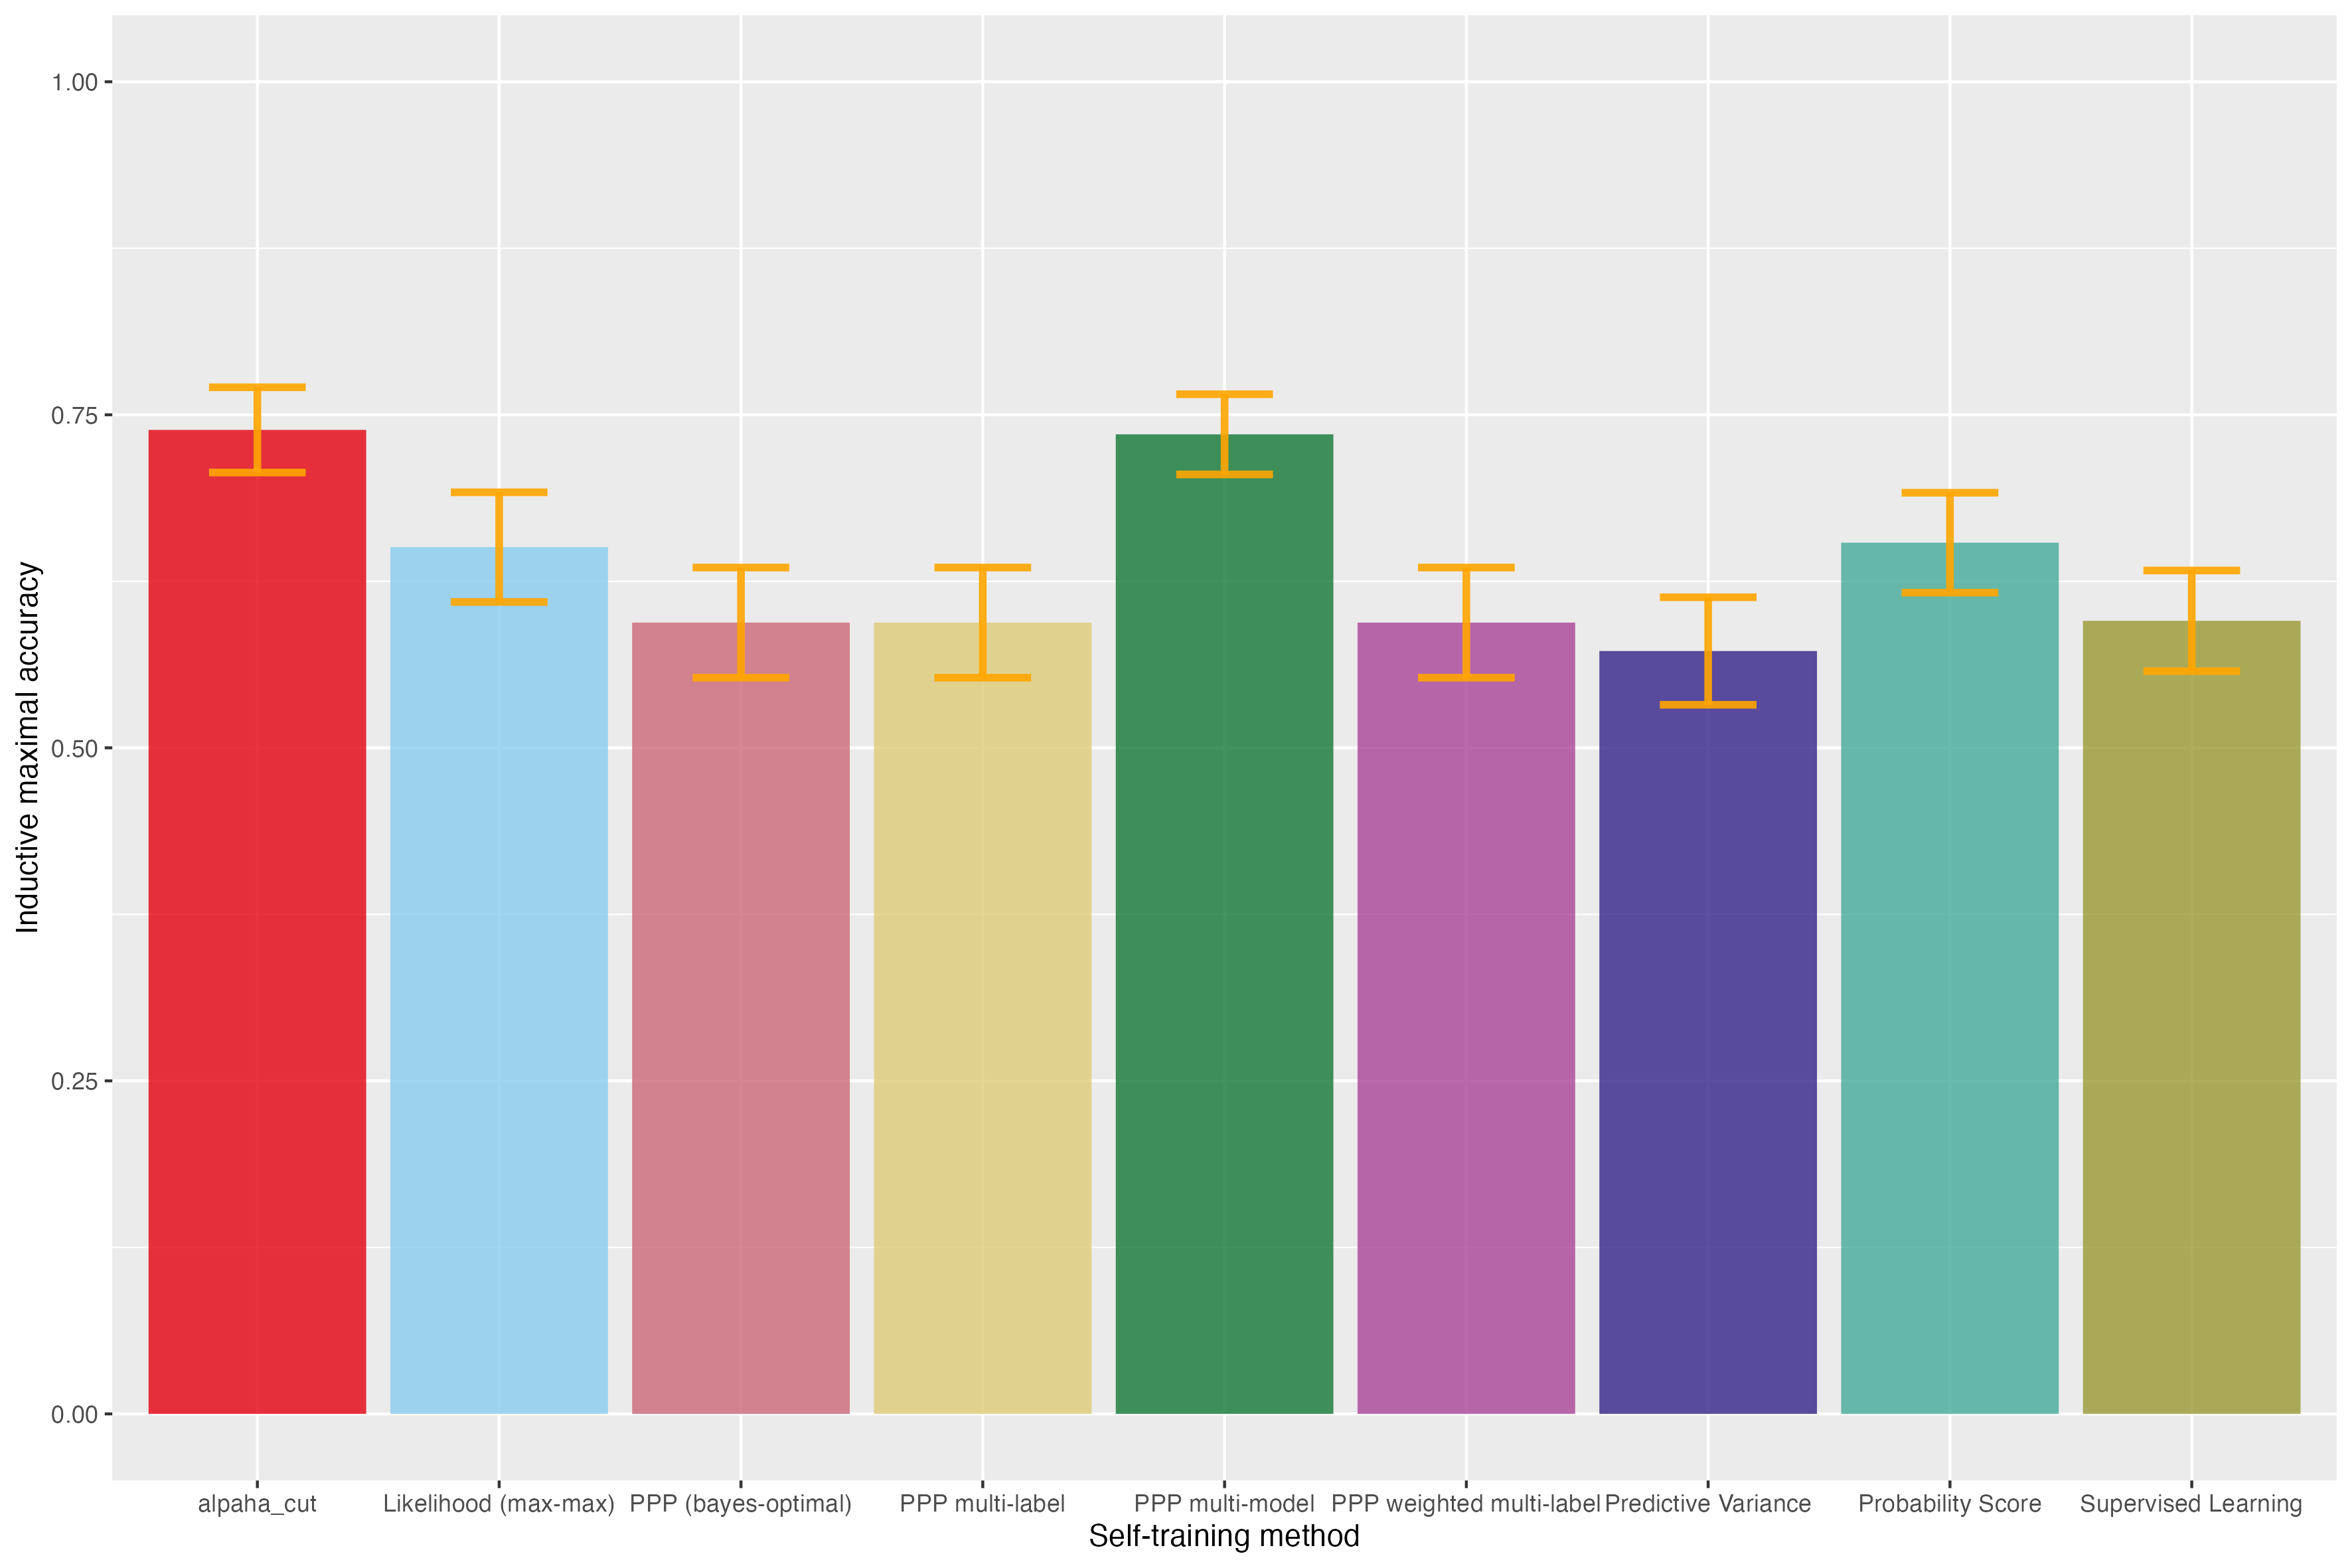 Inductive maximal accuracy
1.00
0.75
0.50
0.25
0.00
alpaha_cut
Likelihood (max-max)
PPP (bayes-optimal)
PPP multi-label
PPP multi-model
PPP weighted multi-label
Predictive Variance
Probability Score
Supervised Learning
Self-training method